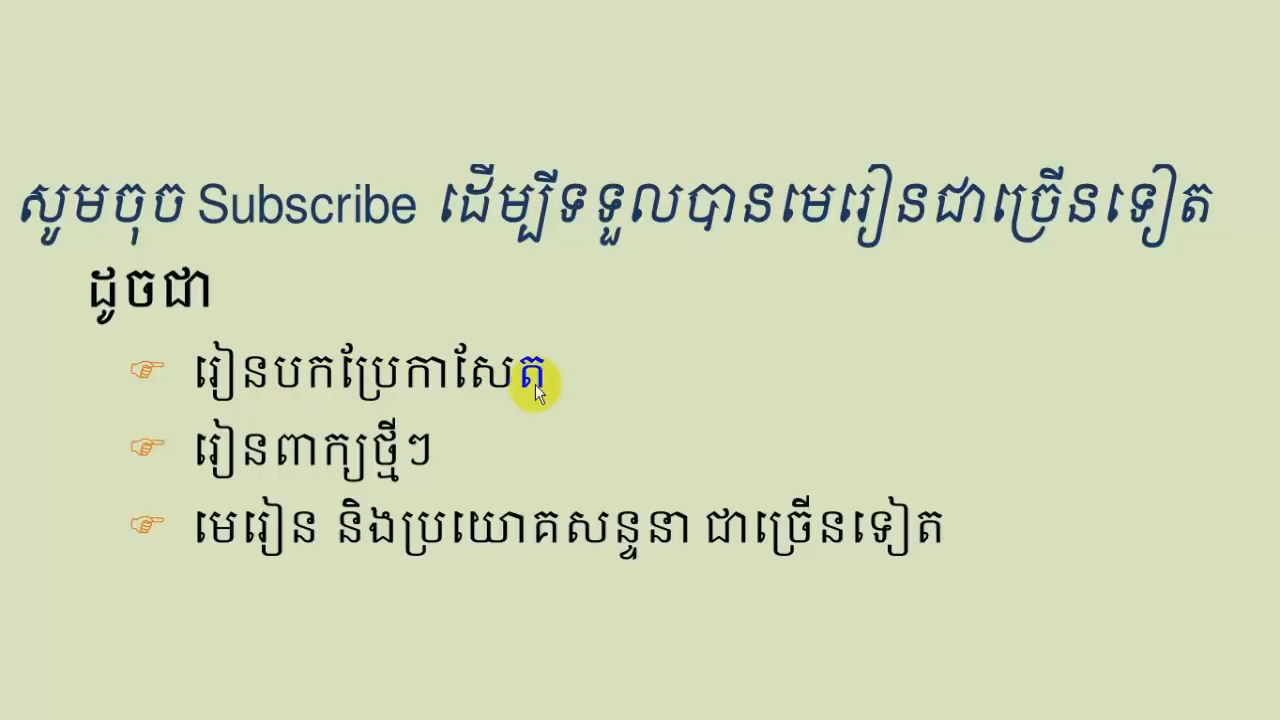 សូមចុច Subscribe ដើម្បីទទួលបានមេរៀនជាច្រើនទៀត
ដូចជា
រៀនបកប្រែកាសែត
រៀនពាក្យថ្មីៗ
មេរៀន និងប្រយោគសន្ទនា ជាច្រើនទៀត